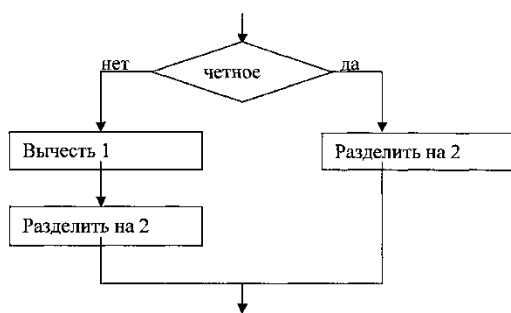 нет
четное
да
Вычесть 1
Разделить на 2
Разделить на 2